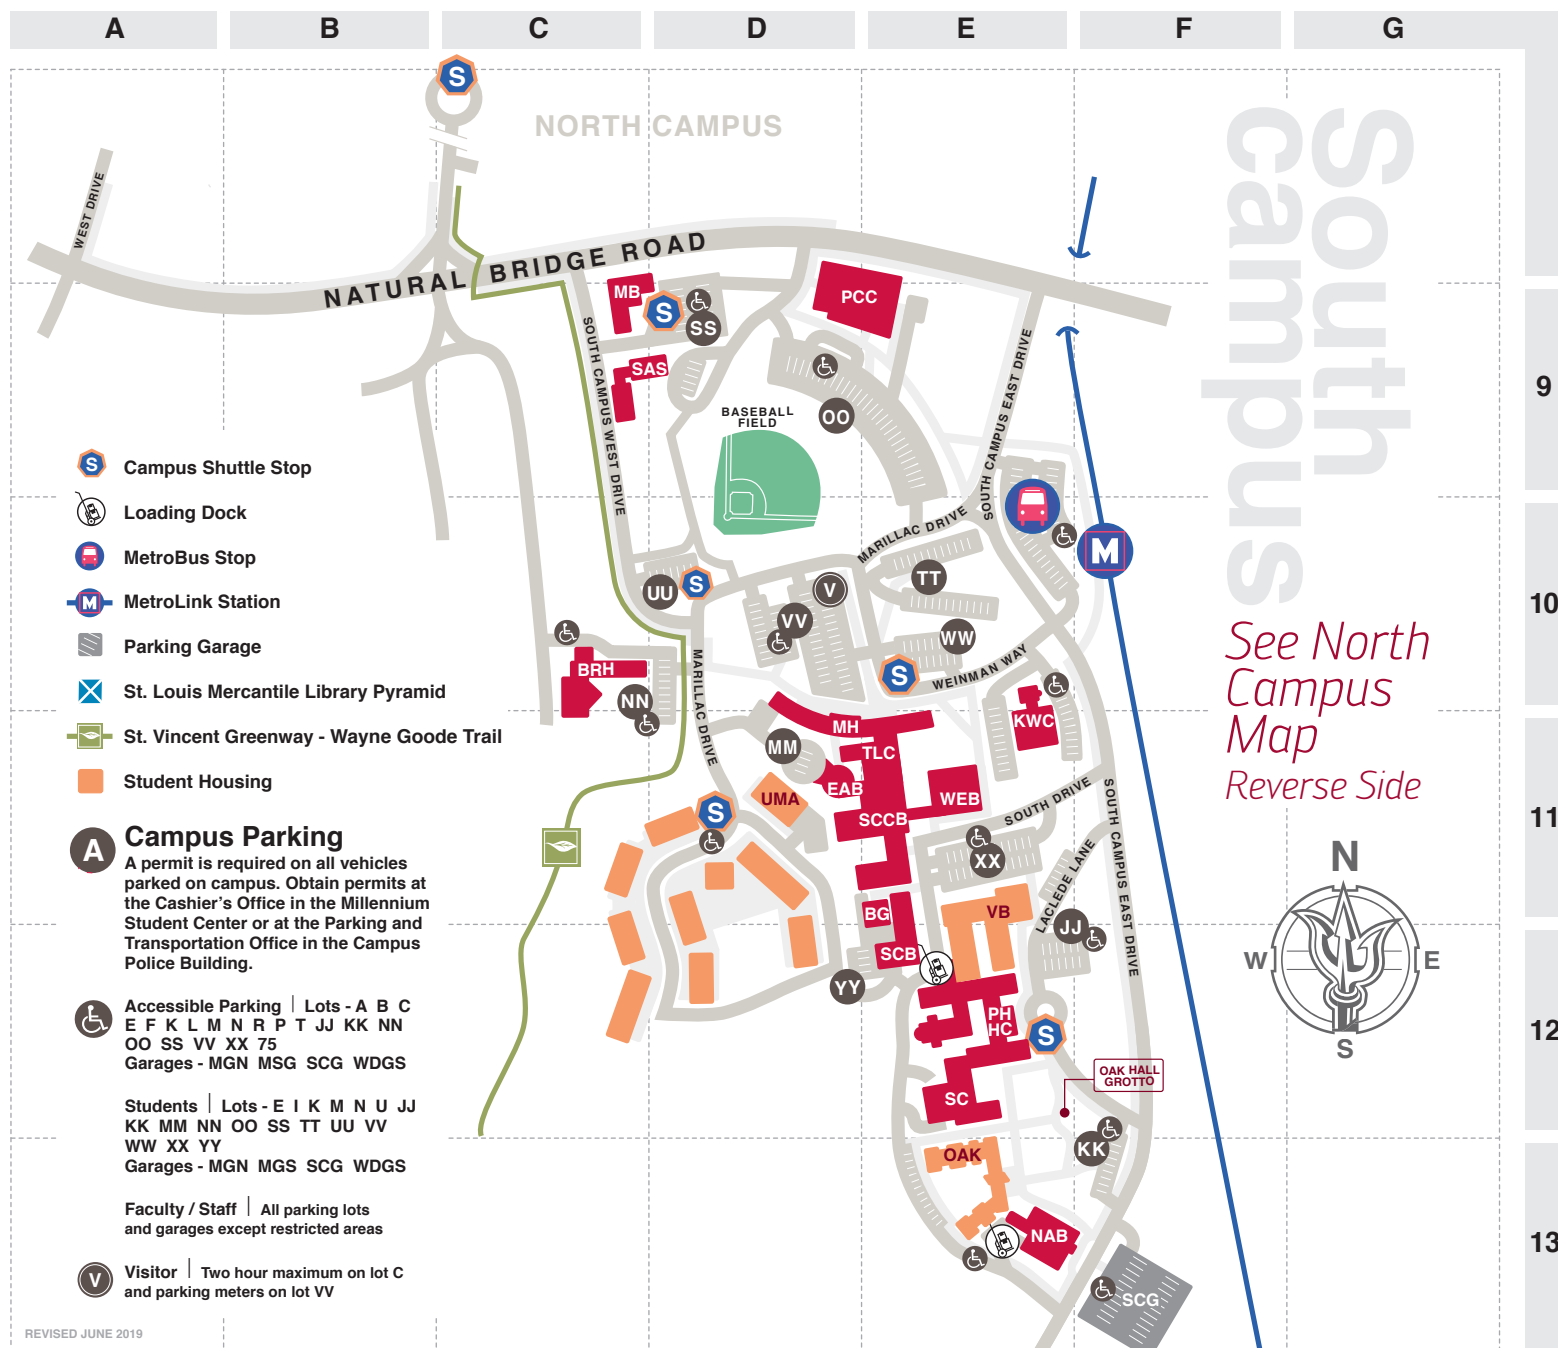 A B C D E F G
S
NORTH CAMPUS
South
campus
WEST DRIVE
NATURAL BRIDGE ROAD
MB
S
SS
PCC
SAS
SOUTH CAMPUS WEST DRIVE
OO
SOUTH CAMPUS EAST DRIVE
9
BASEBALL
FIELD
S Campus Shuttle Stop
Loading Dock
MetroBus Stop
M MetroLink Station
Parking Garage
St. Louis Mercantile Library Pyramid
St. Vincent Greenway - Wayne Goode Trail
Student Housing
MARILLAC DRIVE
M
UU
S
V
TT
VV
WW
10
S
WEINMAN WAY
BRH
NN
MARILLAC DRIVE
See North
Campus
Map
Reverse Side
KWC
MH
TLC
MM
EAB
UMA
WEB
SCCB
S
SOUTH DRIVE
SOUTH CAMPUS EAST DRIVE
11
XX
LACLEDE LANE
A Campus Parking
A permit is required on all vehicles
parked on campus. Obtain permits at
the Cashier's Office in the Millennium
Student Center or at the Parking and
Transportation Office in the Campus
Police Building.
N
W
E
S
BG
VB
JJ
SCB
YY
PH
HC
S
12
Accessible Parking | Lots - A B C
E F K L M N R P T JJ KK NN
OO SS VV XX 75
Garages - MGN MSG SCG WDGS
OAK HALL
GROTTO
SC
Students | Lots - E I K M N U JJ
KK MM NN OO SS TT UU VV
WW XX YY
Garages - MGN MGS SCG WDGS
OAK
KK
Faculty / Staff | All parking lots
and garages except restricted areas
NAB
13
V Visitor | Two hour maximum on lot C
and parking meters on lot VV
SCG
REVISED JUNE 2019